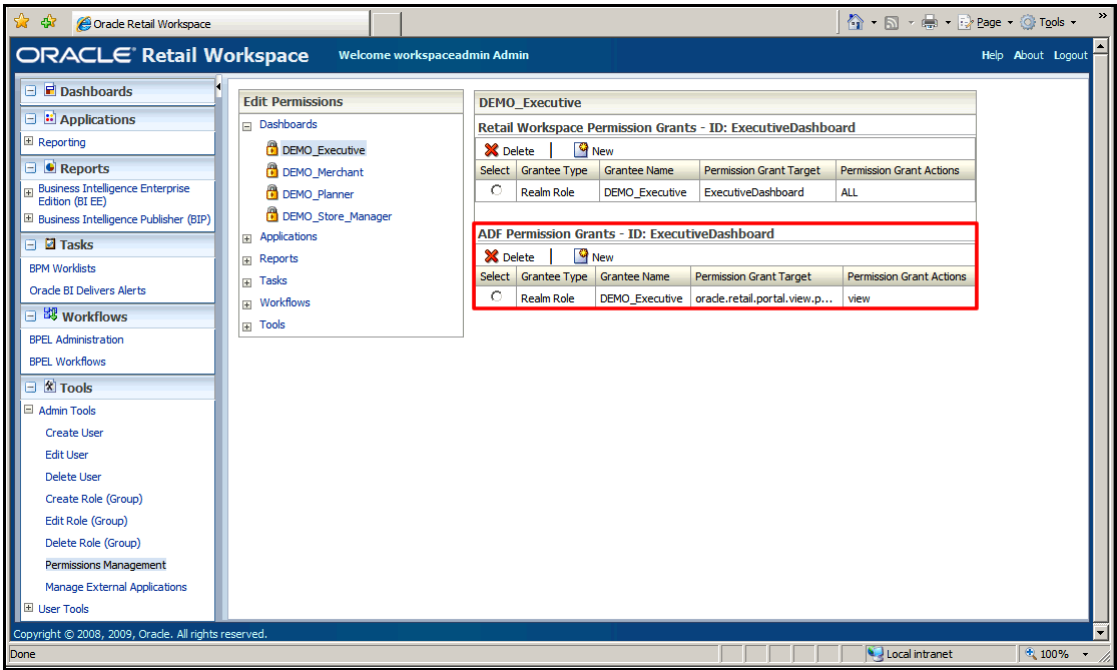 Oracle Retail Workspace
Page
Tools
»
ORACLE® Retail Workspace
Welcome workspaceadmin Admin
Help About Logout
Dashboards
Applications
Reporting
Reports
Business Intelligence Enterprise
Edition (BI EE)
Business Intelligence Publisher (BIP)
Tasks
BPM Worklists
Oracle BI Delivers Alerts
Workflows
BPEL Administration
BPEL Workflows
Tools
Admin Tools
Create User
Edit User
Delete User
Create Role (Group)
Edit Role (Group)
Delete Role (Group)
Permissions Management
Manage External Applications
User Tools
Edit Permissions
Dashboards
DEMO_Executive
DEMO_Merchant
DEMO_Planner
DEMO_Store_Manager
Applications
Reports
Tasks
Workflows
Tools
DEMO_Executive
Retail Workspace Permission Grants - ID: ExecutiveDashboard
Delete New
Select Grantee Type Grantee Name Permission Grant Target Permission Grant Actions
Realm Role DEMO_Executive ExecutiveDashboard ALL
ADF Permission Grants - ID: ExecutiveDashboard
Delete New
Select Grantee Type Grantee Name Permission Grant Target Permission Grant Actions
Realm Role DEMO_Executive oracle.retail.portal.view.p... view
Copyright © 2008, 2009, Oracle. All rights reserved.
Done
Local intranet
100%